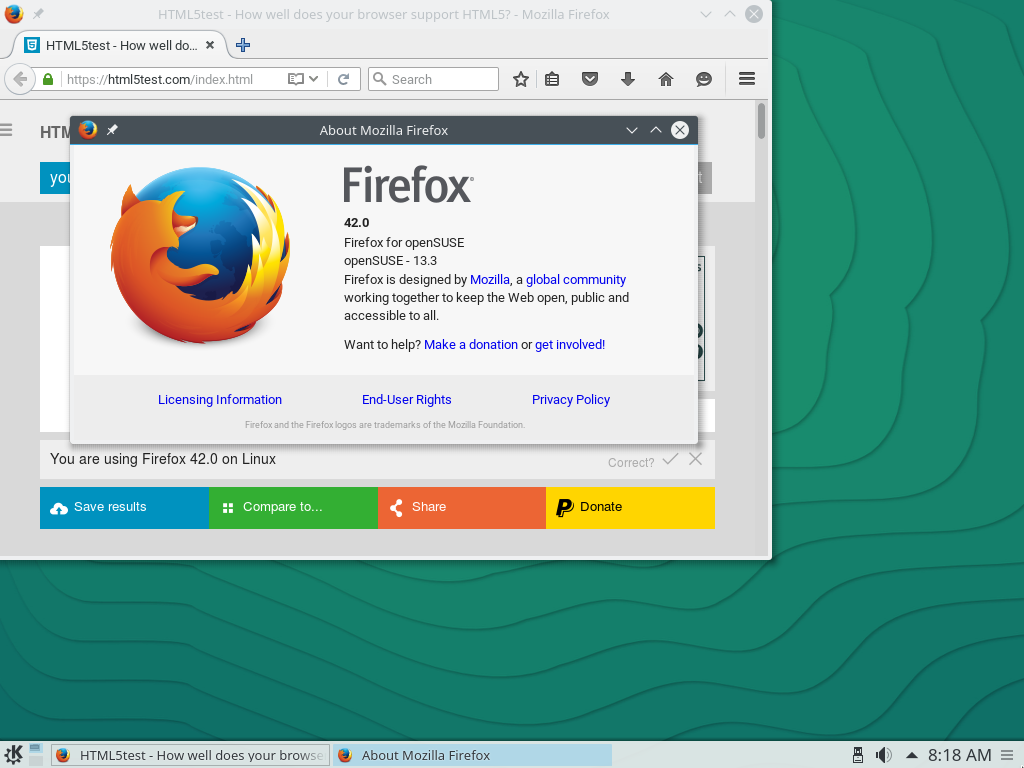 HTML5test - How well does your browser support HTML5? - Mozilla Firefox
HTML5test - How well do...
https://html5test.com/index.html
Search
About Mozilla Firefox
Firefox
42.0
Firefox for openSUSE
openSUSE - 13.3
Firefox is designed by Mozilla, a global community
working together to keep the Web open, public and
accessible to all.
Want to help? Make a donation or get involved!
Licensing Information End-User Rights Privacy Policy
Firefox and the Firefox logos are trademarks of the Mozilla Foundation.
You are using Firefox 42.0 on Linux
Correct?
Save results Compare to... Share Donate
HTML5test - How well does your browse
About Mozilla Firefox
8:18 AM